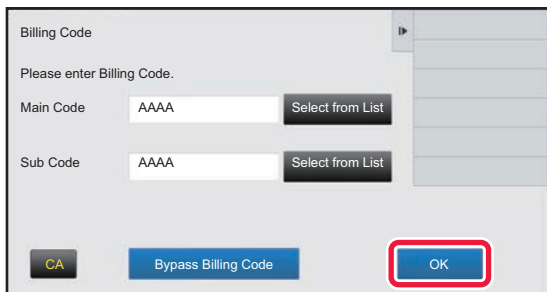 Billing Code
Please enter Billing Code.
Main Code AAAA Select from List
Sub Code AAAA Select from List
CA Bypass Billing Code OK